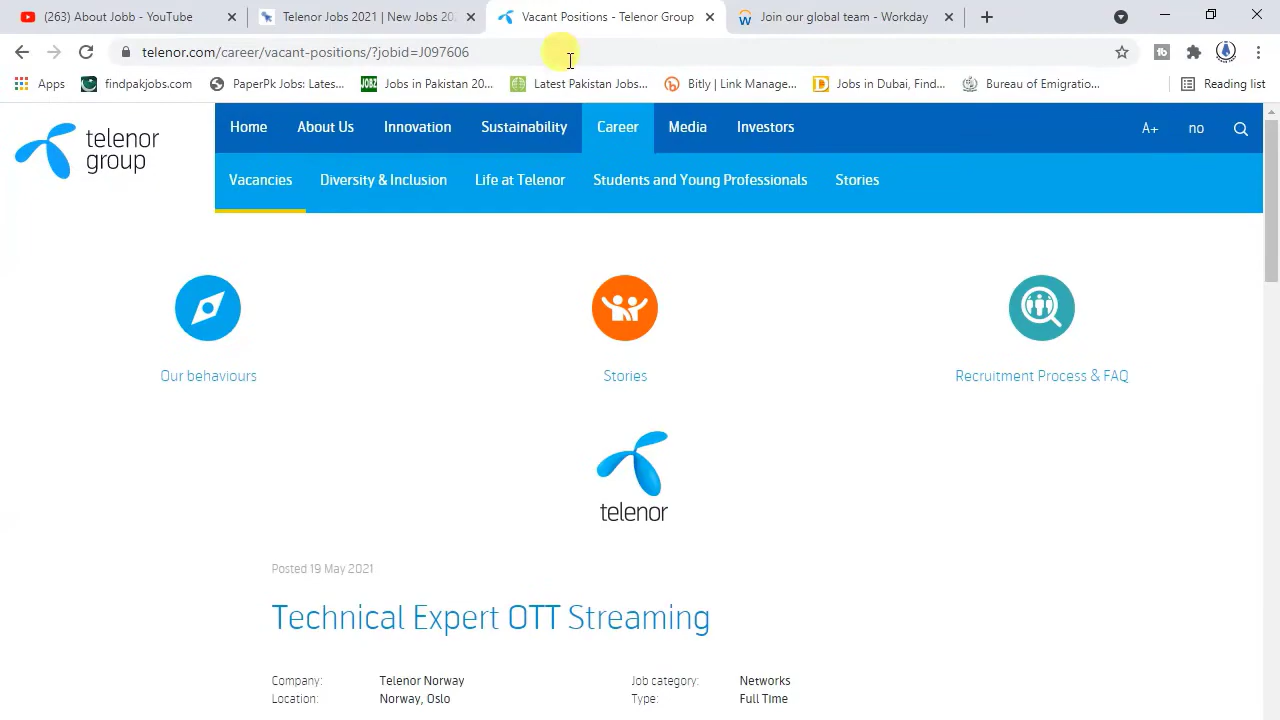 (263) About Jobb - YouTube
Telenor Jobs 2021 | New Jobs 20
Vacant Positions - Telenor Group
Join our global team - Workday
telenor.com/career/vacant-positions/?jobid=J097606
Apps
findpakjobs.com
PaperPk Jobs: Lates...
JOBZ
Jobs in Pakistan 20...
Latest Pakistan Jobs...
Bitly | Link Manage...
Jobs in Dubai, Find...
Bureau of Emigratio...
Reading list
telenor
group
Home
About Us
Innovation
Sustainability
Career
Media
Investors
A+
no
Vacancies
Diversity & Inclusion
Life at Telenor
Students and Young Professionals
Stories
Our behaviours
Stories
Recruitment Process & FAQ
telenor
Posted 19 May 2021
Technical Expert OTT Streaming
Company:
Telenor Norway
Job category:
Networks
Location:
Norway, Oslo
Type:
Full Time